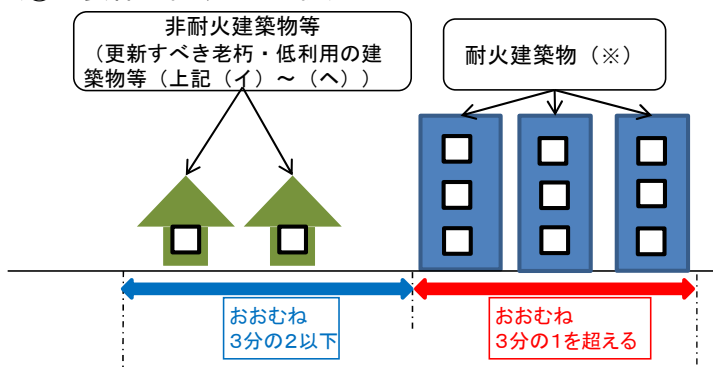 非耐火建築物等
（更新すべき老朽・低利用の建
築物等（上記（イ）～（ヘ））
耐火建築物（※）
おおむね
３分の２以下
おおむね
３分の１を超える